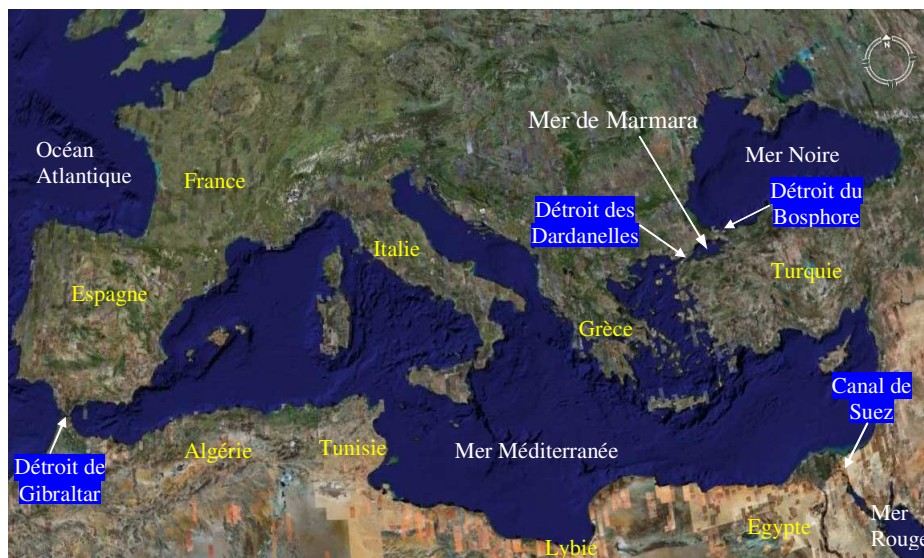 N
Mer de Marmara
Océan
Atlantique
Mer Noire
France
Détroit du
Bosphore
Détroit des
Dardanelles
Italie
Turquie
Espagne
Grèce
Canal de
Suez
Algérie
Tunisie
Mer Méditerranée
Détroit de
Gibraltar
Mer
Rouge
Egypte
Lybie